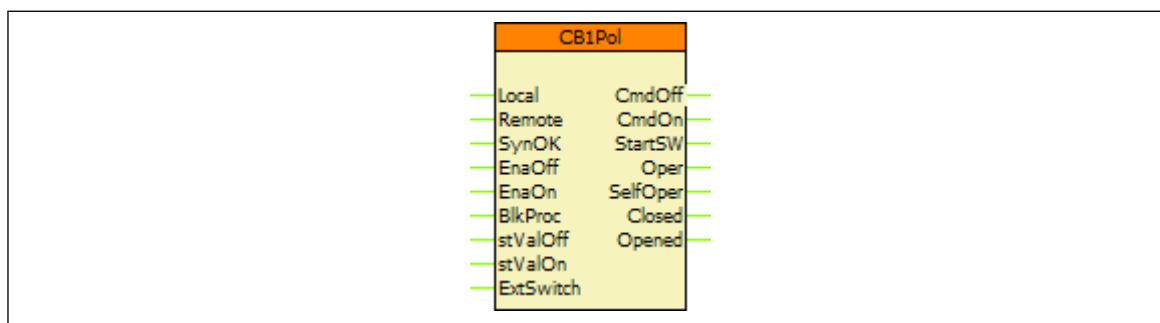 CB1Pol
Local CmdOff
Remote CmdOn
SynOK StartSW
EnaOff Oper
EnaOn SelfOper
BlkProc Closed
stValOff Opened
stValOn
ExtSwitch